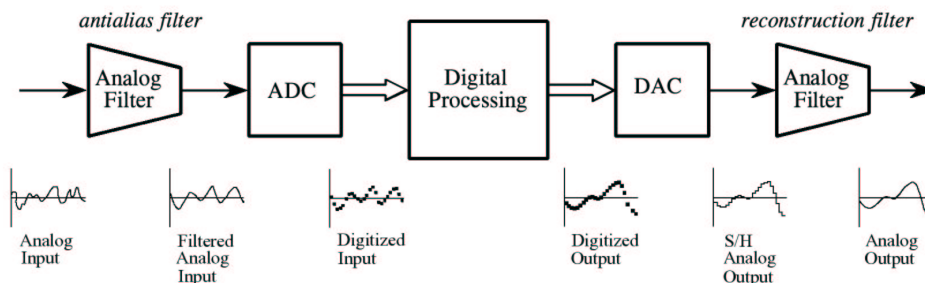 antialias filter
reconstruction filter
Analog
Filter
ADC
Digital
Processing
DAC
Analog
Filter
Analog
Input
Filtered
Analog
Input
Digitized
Input
Digitized
Output
S/H
Analog
Output
Analog
Output